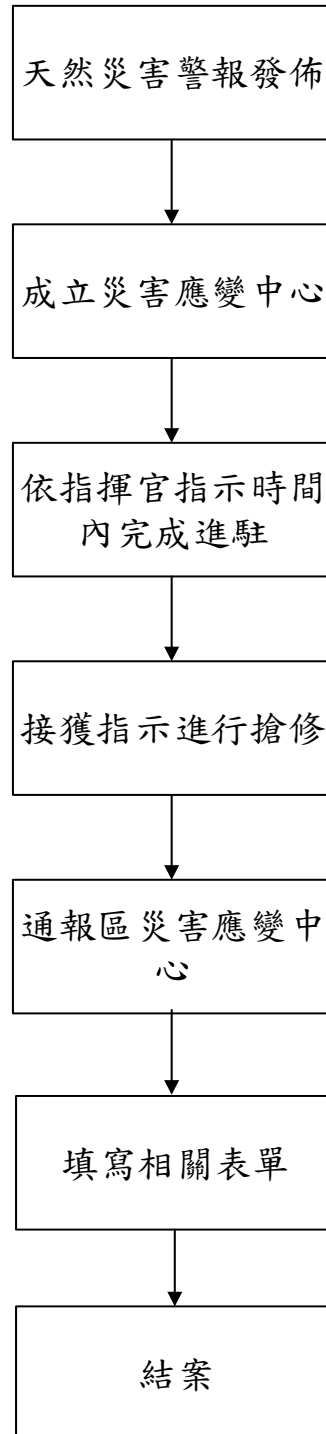 天然災害警報發佈
成立災害應變中心
依指揮官指示時間
內完成進駐
接獲指示進行搶修
通報區災害應變中
心
填寫相關表單
結案